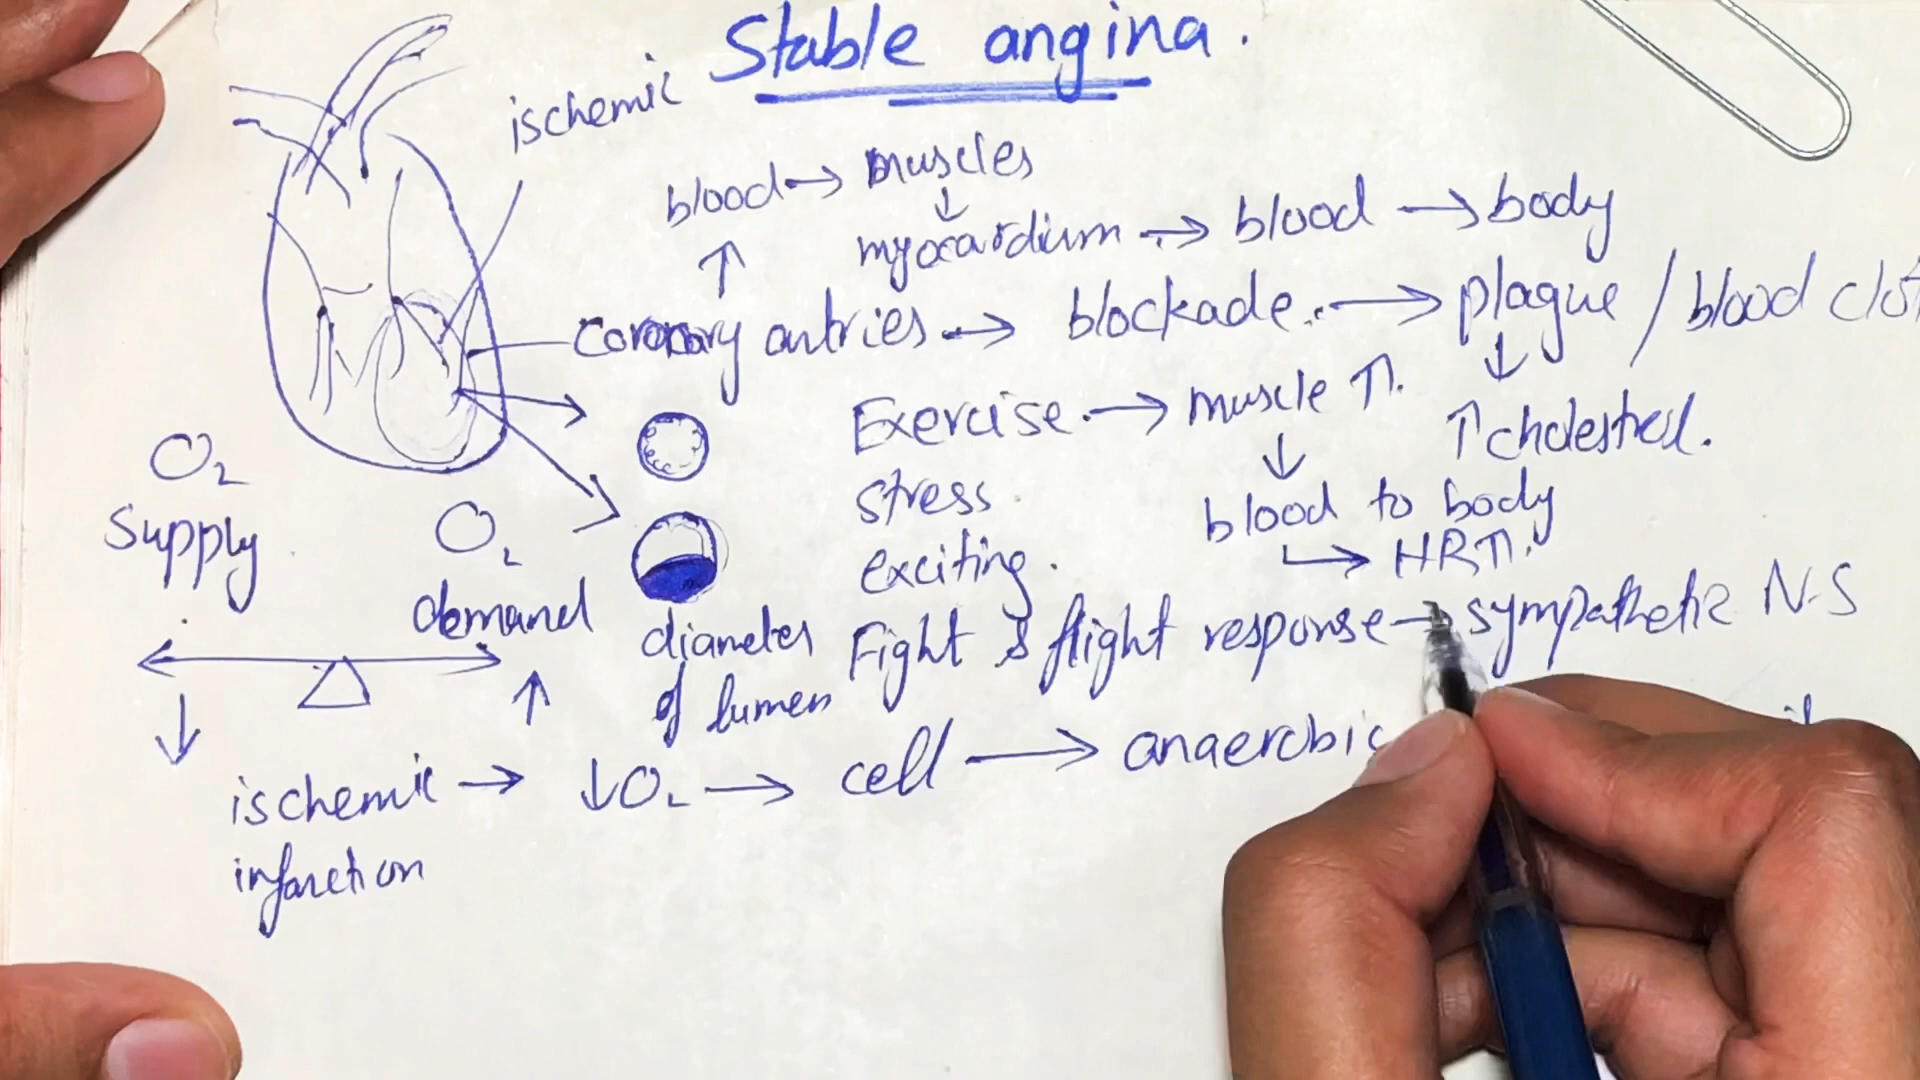 Stable angina.
ischemic
blood → muscles
↓
myocardium → blood → body
↑
coronary artries → blockade. → plague / blood clot
↓
Exercise. → muscle ↑.
↑ cholestrol.
↓
stress.
blood to body
↳ HR↑.
exciting.
Fight & flight response → sympathetic N.S
O₂
supply
O₂
demand
diameter
of lumen
↓
↑
ischemic → ↓O₂ → cell → anaerobic
infarction